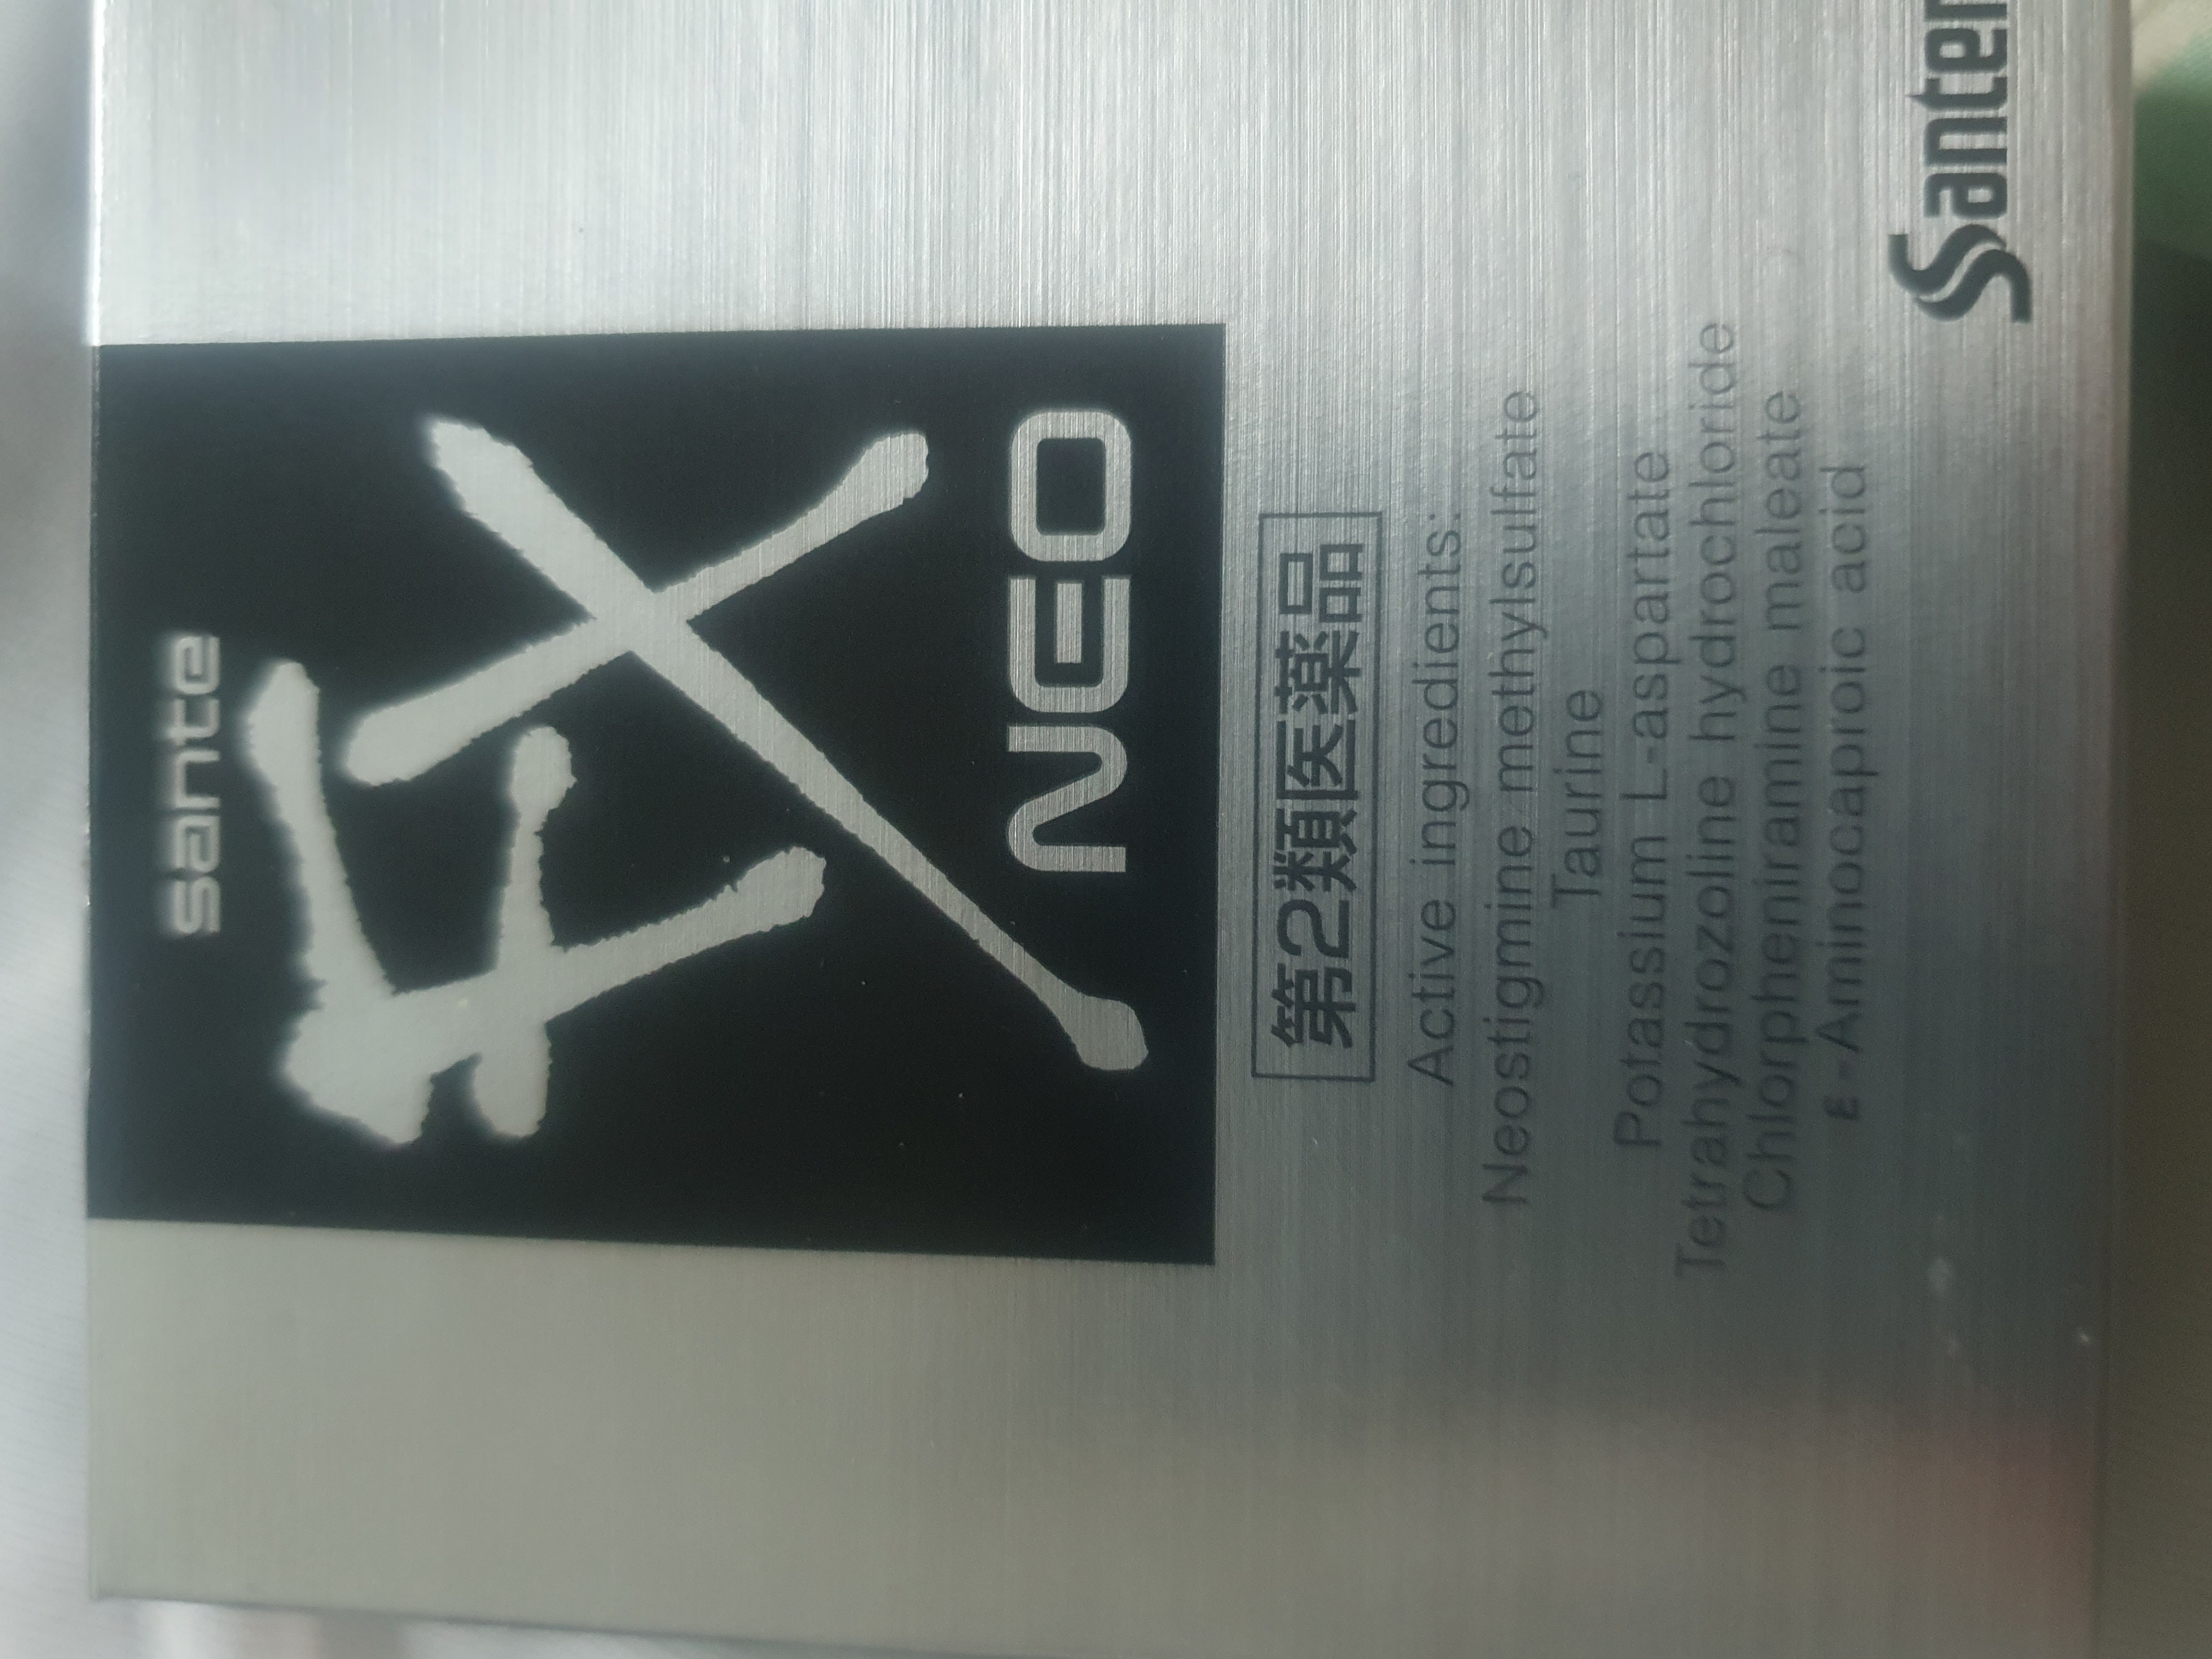 sante
FX
NEO
第2類医薬品
Active ingredients:
Neostigmine methylsulfate
Taurine
Potassium L-aspartate
Tetrahydrozoline hydrochloride
Chlorpheniramine maleate
ε-Aminocaproic acid
Santen